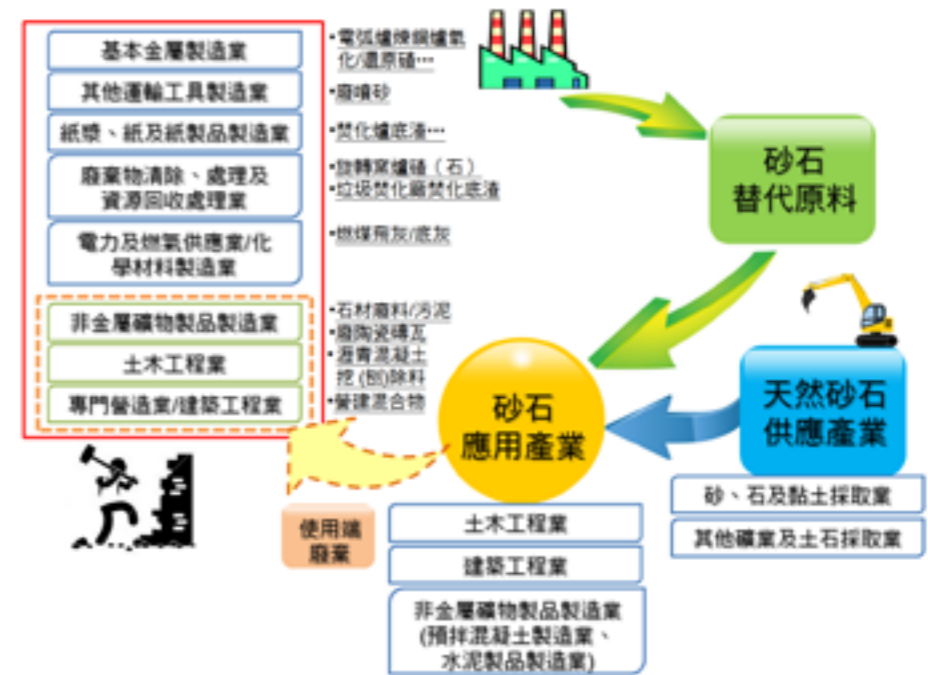 基本金屬製造業
•電弧爐煉鋼爐氧
化/還原碴…
其他運輸工具製造業
•廢噴砂
紙漿、紙及紙製品製造業
•焚化爐底渣…
廢棄物清除、處理及
資源回收處理業
•旋轉窯爐碴（石）
•垃圾焚化廠焚化底渣
電力及燃氣供應業/化
學材料製造業
•燃煤飛灰/底灰
非金屬礦物製品製造業
•石材廢料/污泥
•廢陶瓷磚瓦
土木工程業
•瀝青混凝土
挖(刨)除料
專門營造業/建築工程業
•營建混合物
砂石
替代原料
砂石
應用產業
天然砂石
供應產業
砂、石及黏土採取業
其他礦業及土石採取業
使用端
廢棄
土木工程業
建築工程業
非金屬礦物製品製造業
(預拌混凝土製造業、
水泥製品製造業)